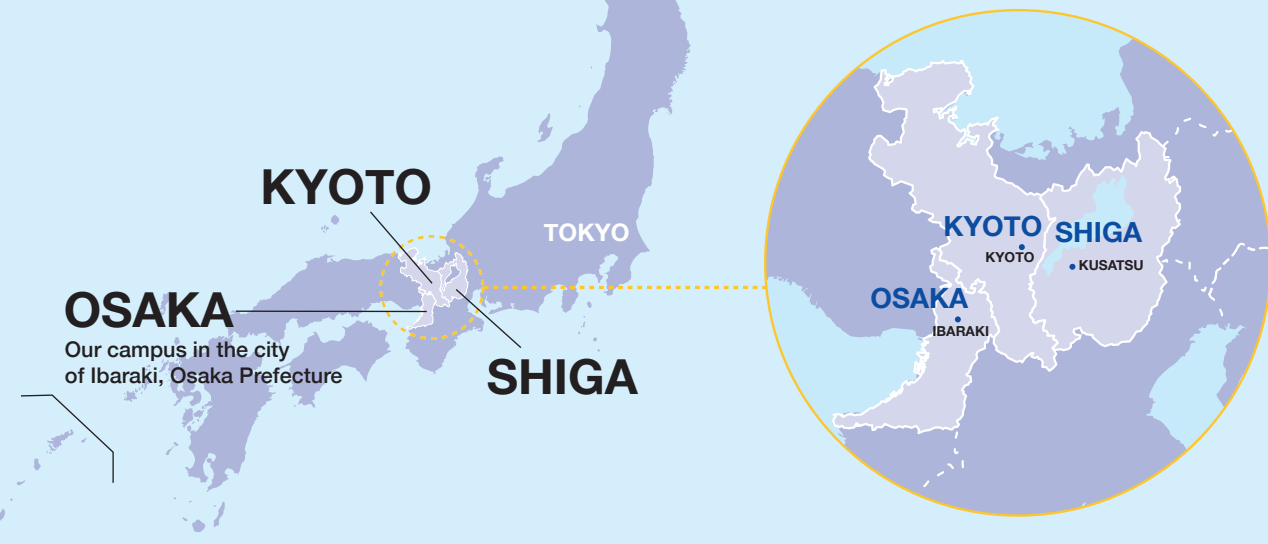 KYOTO
TOKYO
OSAKA
Our campus in the city
of Ibaraki, Osaka Prefecture
SHIGA
KYOTO
KYOTO
SHIGA
KUSATSU
OSAKA
IBARAKI